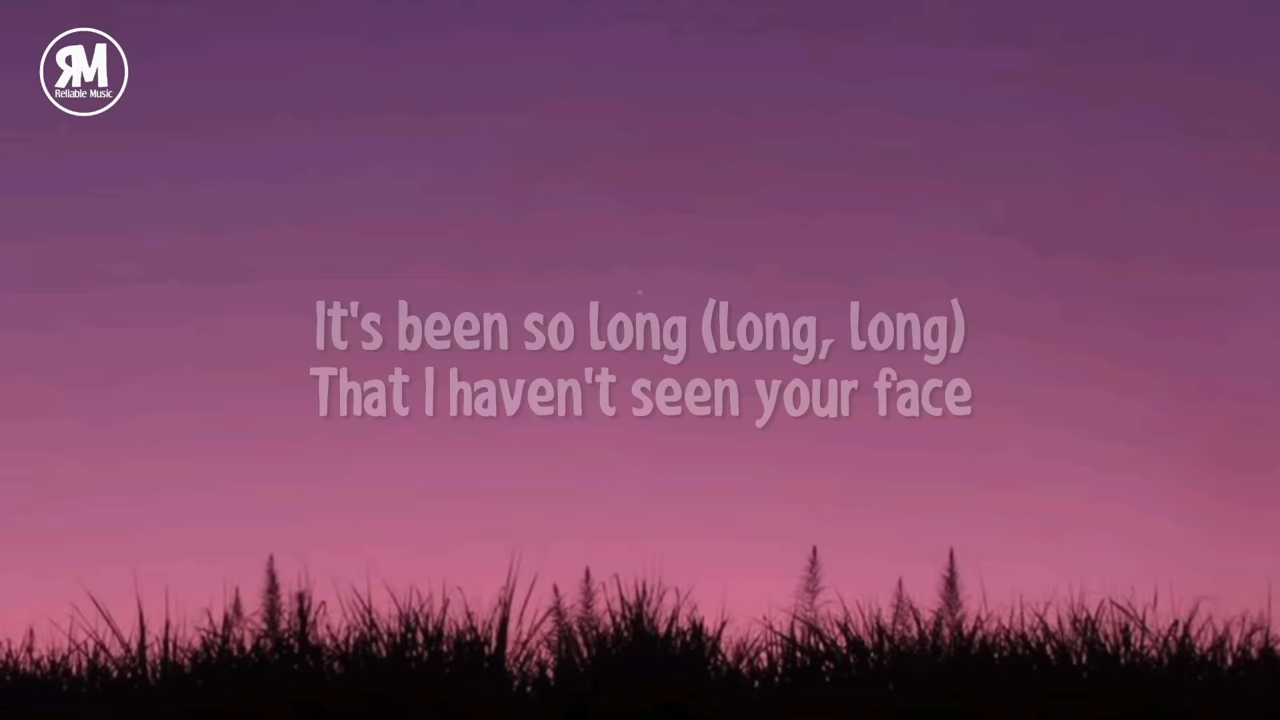 RM
Reliable Music
It's been so long (long, long)
That I haven't seen your face